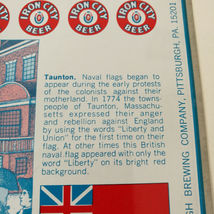 IRON CITY BEER
IRON CITY BEER
IRON CITY BEER
IRON CITY BEER
Taunton. Naval flags began to
appear during the early protests
of the colonists against their
motherland. In 1774 the towns-
people of Taunton, Massachu-
setts expressed their anger
and rebellion against England
by using the words "Liberty and
Union" for the first time on their
flag. At other times this British
naval flag appeared with only the
word "Liberty" on its bright red
background.
GH BREWING COMPANY, PITTSBURGH, PA 15201